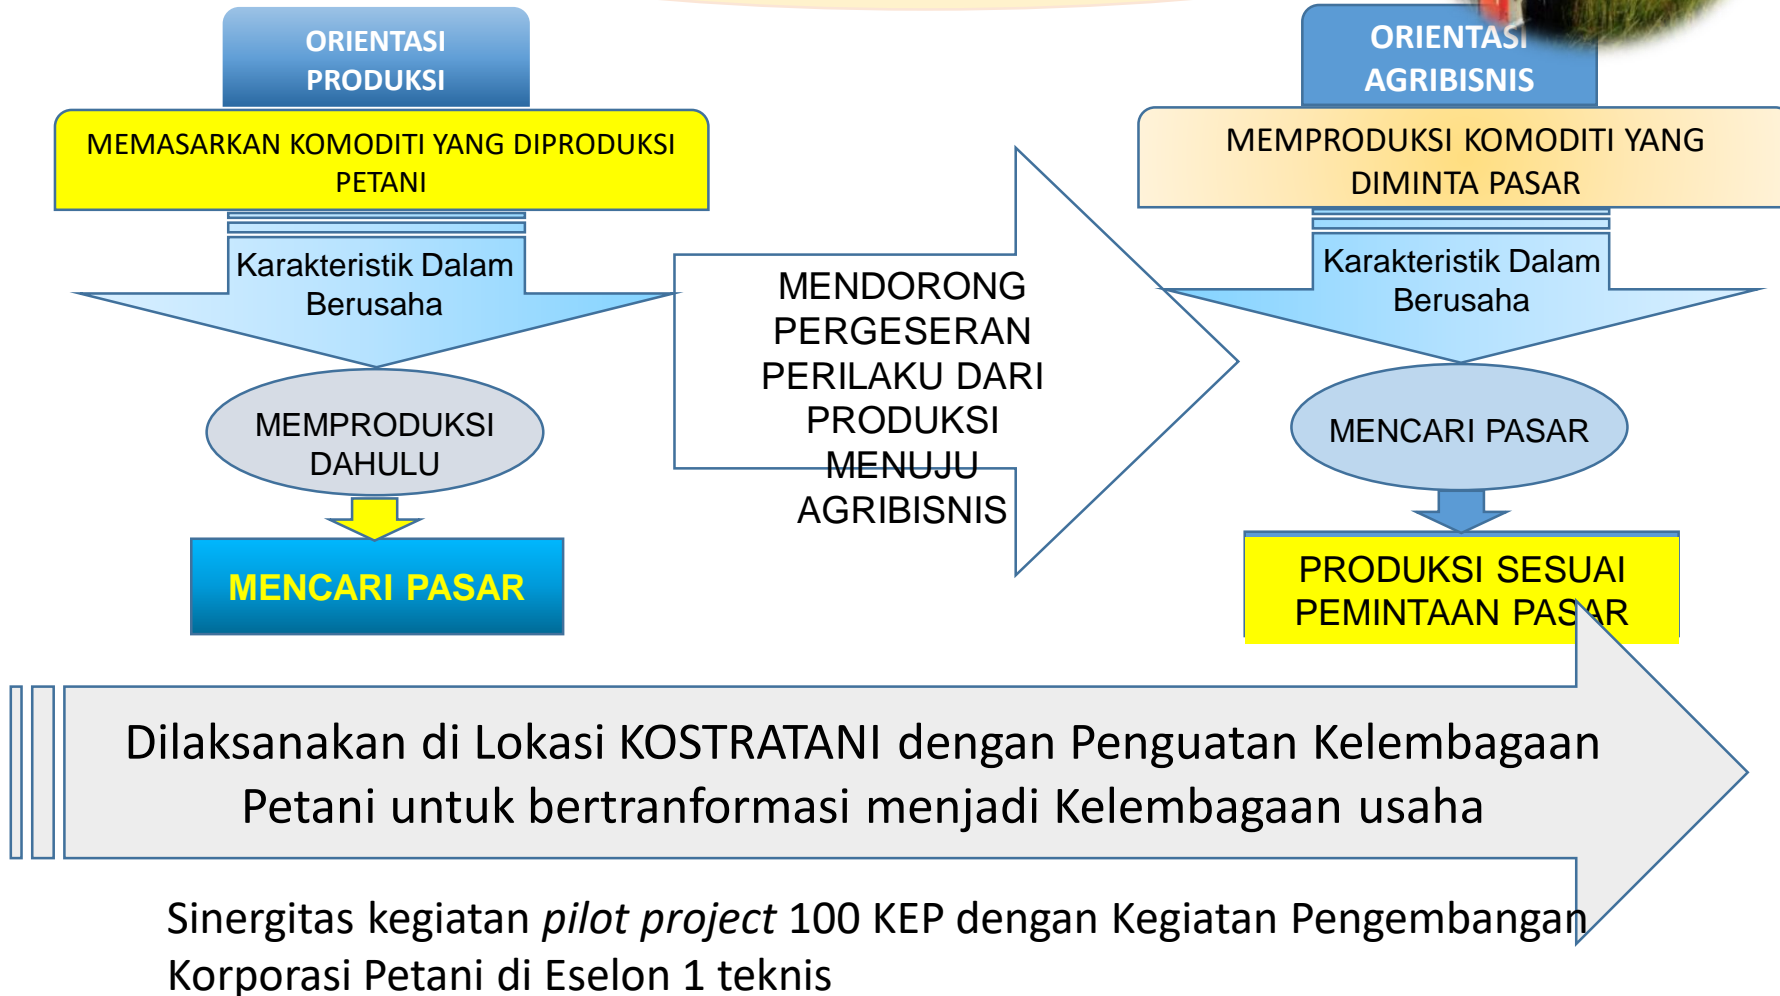 ORIENTASI
PRODUKSI
MEMASARKAN KOMODITI YANG DIPRODUKSI
PETANI
Karakteristik Dalam
Berusaha
MEMPRODUKSI
DAHULU
MENCARI PASAR
MENDORONG
PERGESERAN
PERILAKU DARI
PRODUKSI
MENUJU
AGRIBISNIS
ORIENTASI
AGRIBISNIS
MEMPRODUKSI KOMODITI YANG
DIMINTA PASAR
Karakteristik Dalam
Berusaha
MENCARI PASAR
PRODUKSI SESUAI
PEMINTAAN PASAR
Dilaksanakan di Lokasi KOSTRATANI dengan Penguatan Kelembagaan
Petani untuk bertranformasi menjadi Kelembagaan usaha
Sinergitas kegiatan pilot project 100 KEP dengan Kegiatan Pengembangan
Korporasi Petani di Eselon 1 teknis